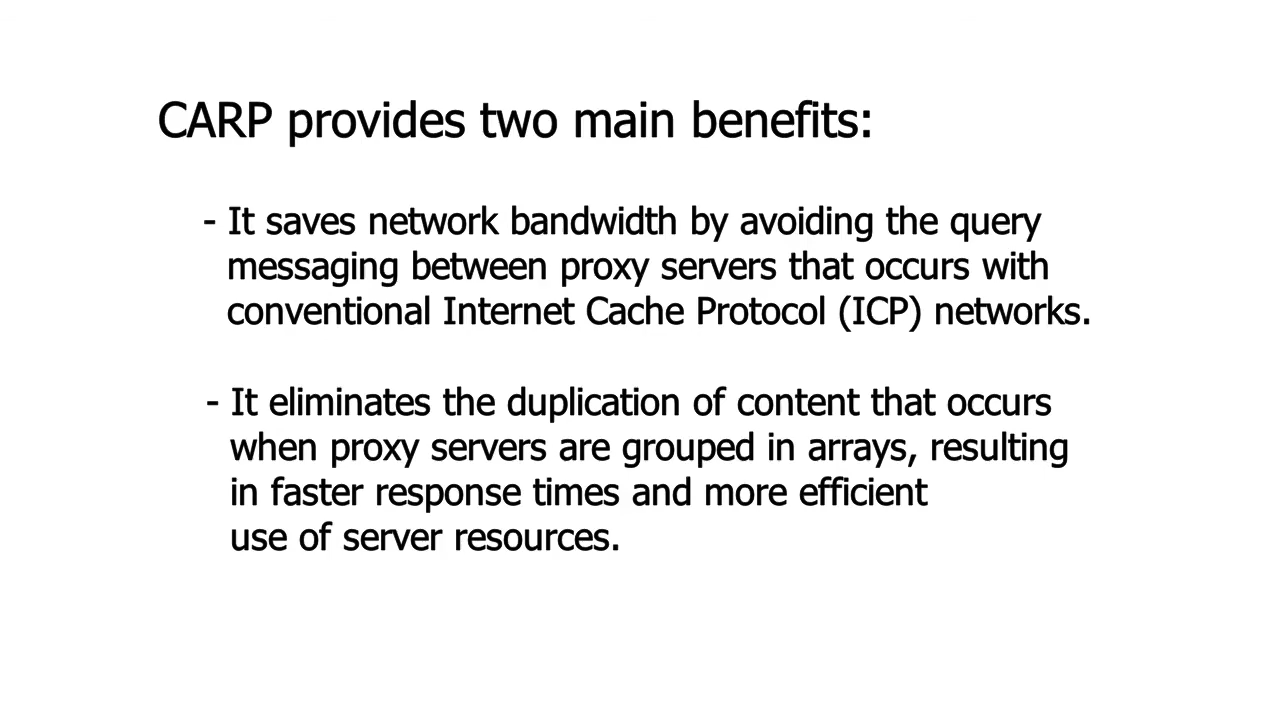 CARP provides two main benefits:
- It saves network bandwidth by avoiding the query
messaging between proxy servers that occurs with
conventional Internet Cache Protocol (ICP) networks.
- It eliminates the duplication of content that occurs
when proxy servers are grouped in arrays, resulting
in faster response times and more efficient
use of server resources.